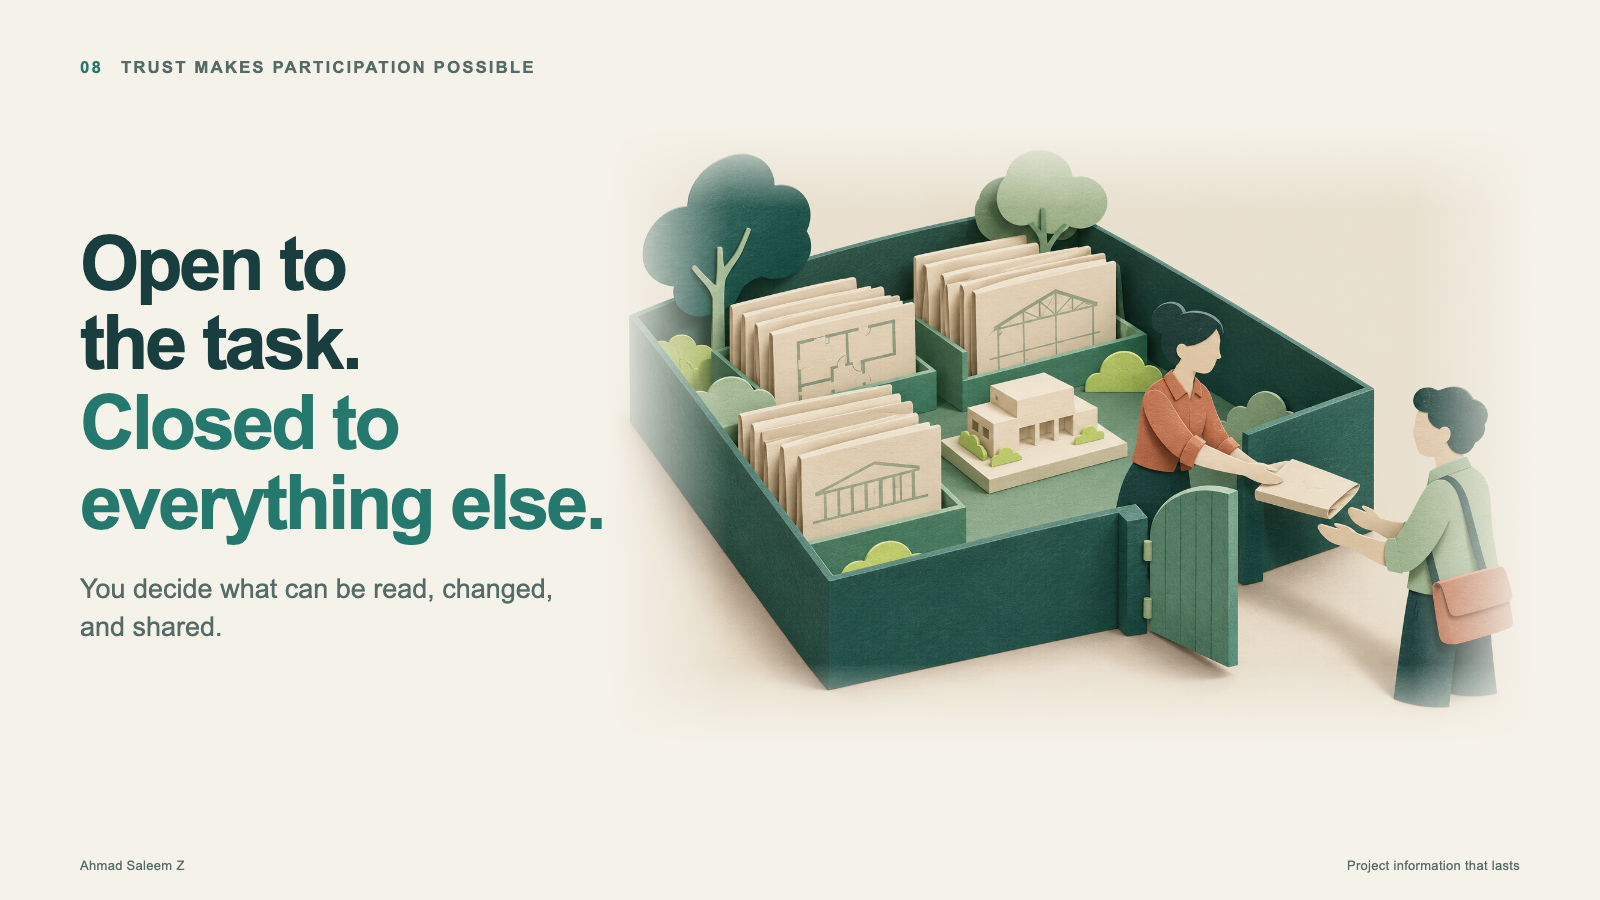 08 TRUST MAKES PARTICIPATION POSSIBLE
Open to
the task.
Closed to
everything else.
You decide what can be read, changed,
and shared.
Ahmad Saleem Z
Project information that lasts